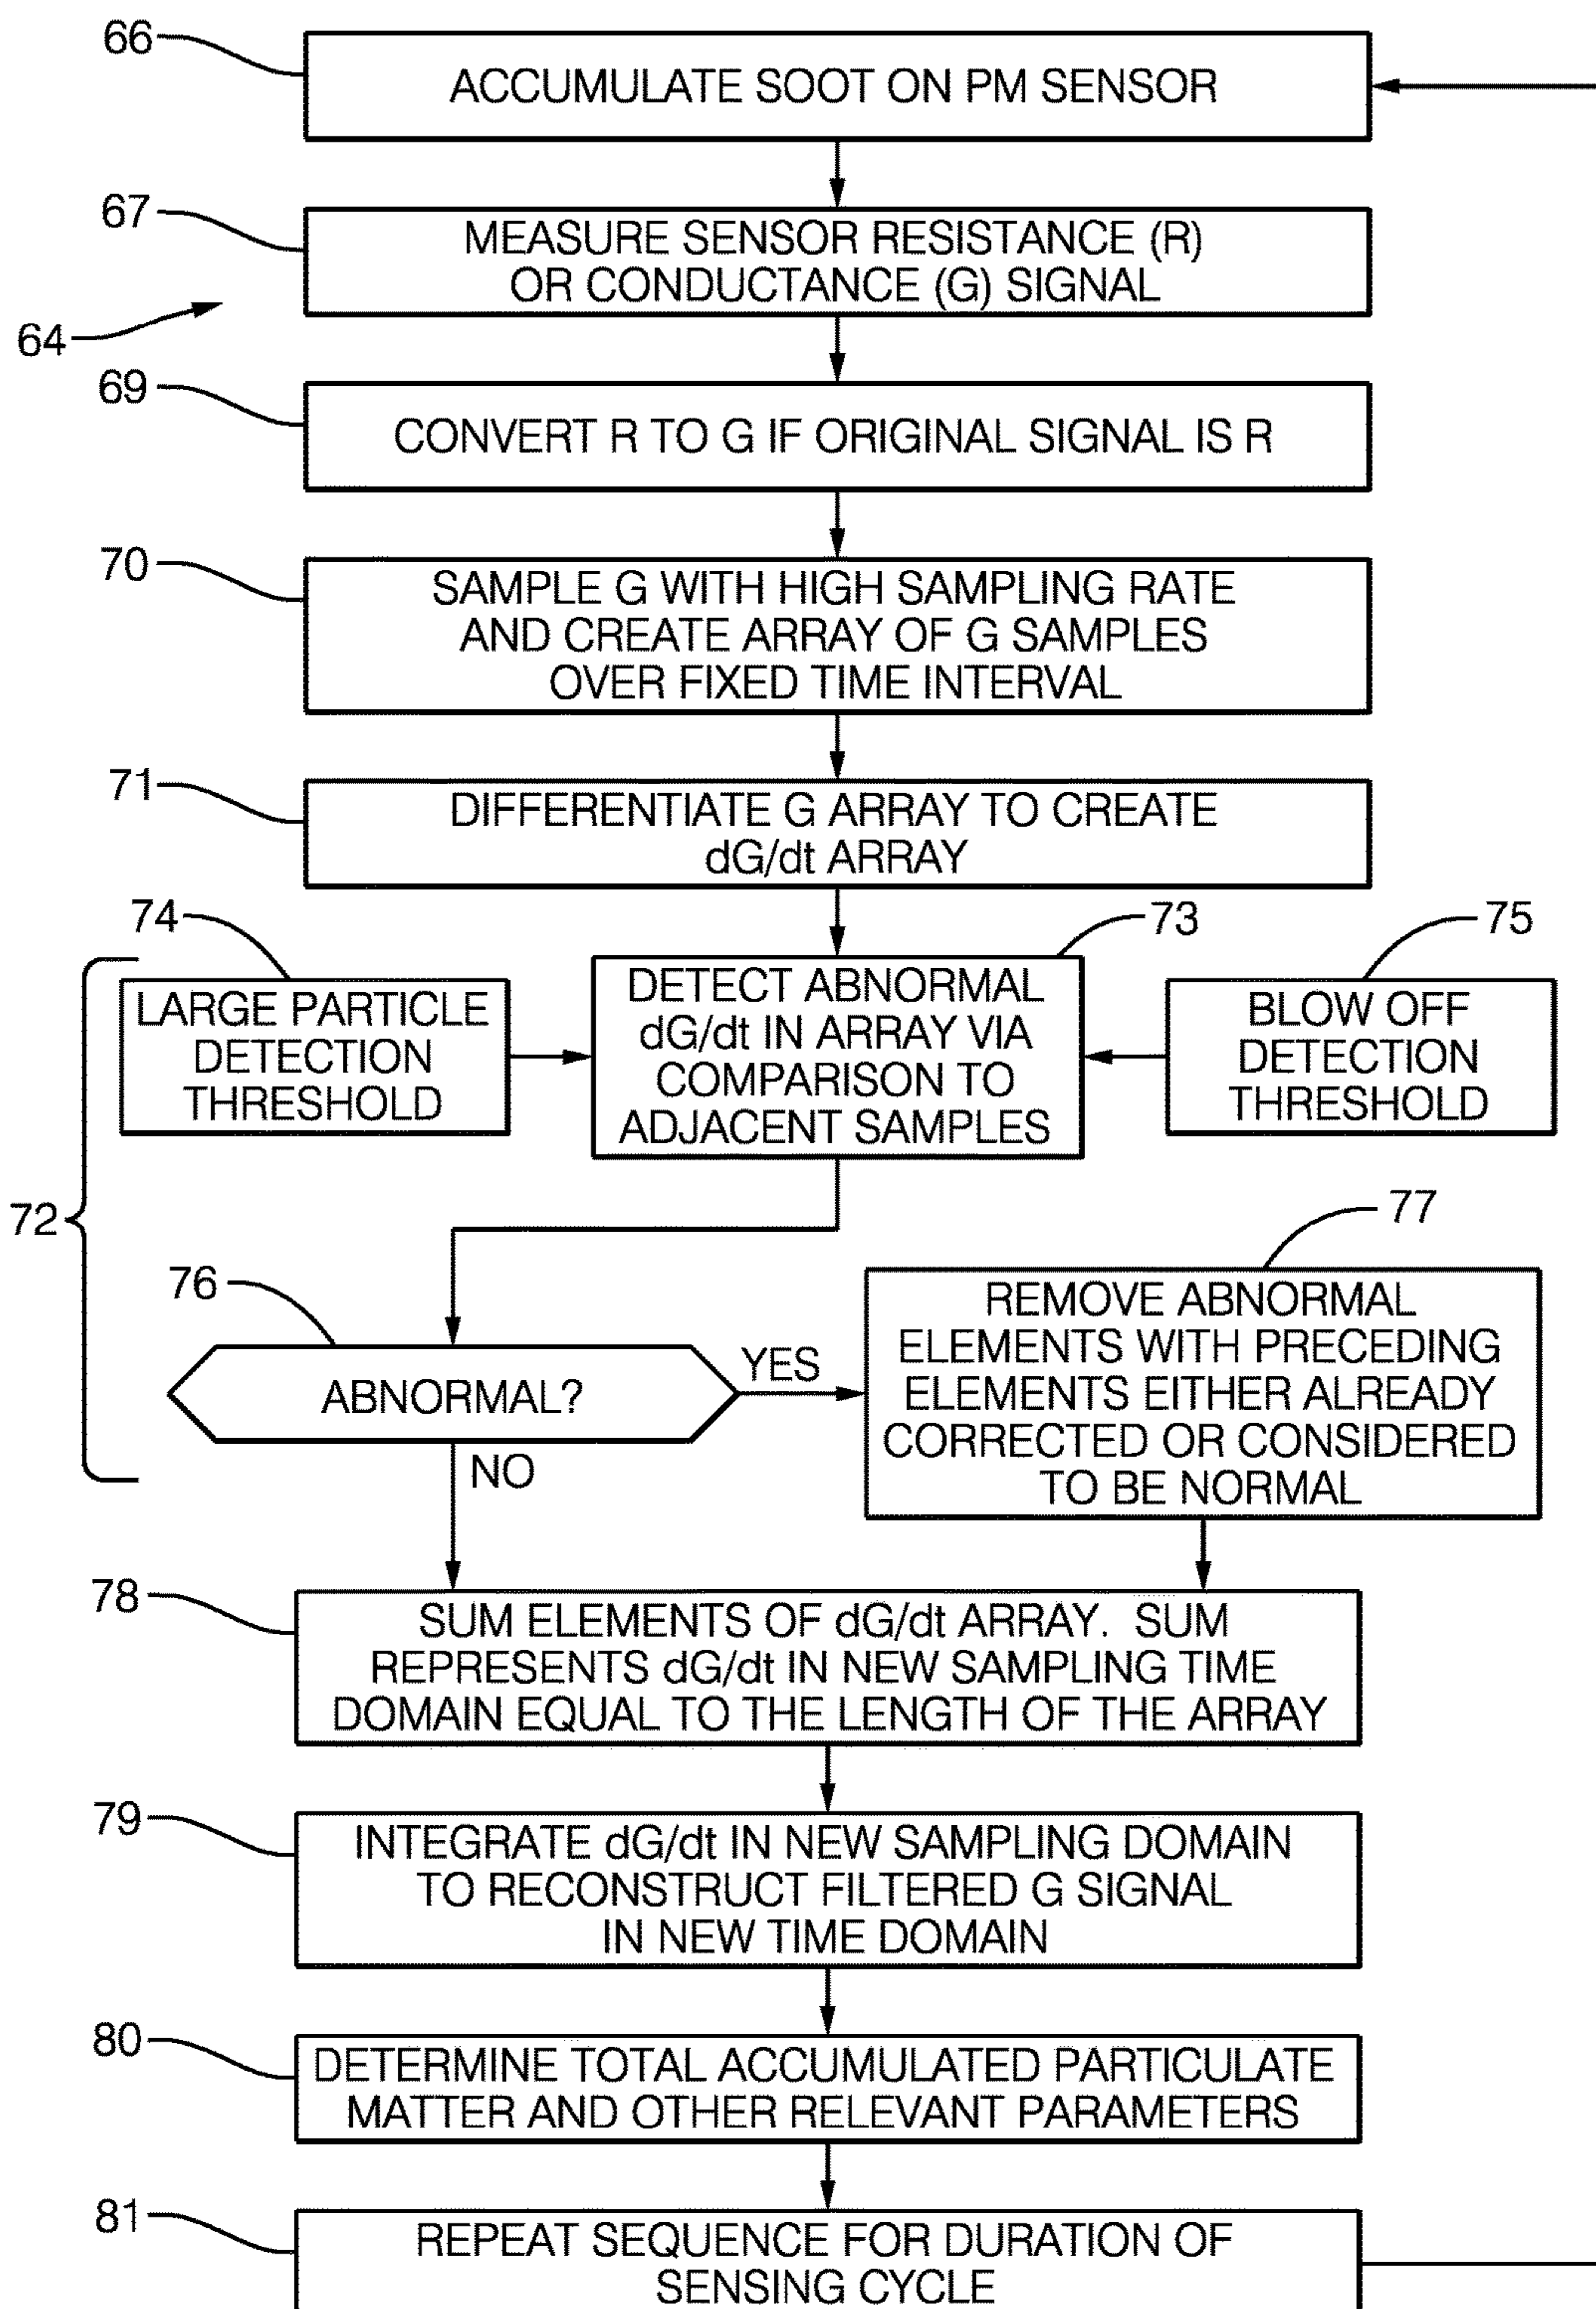 66
ACCUMULATE SOOT ON PM SENSOR
67
MEASURE SENSOR RESISTANCE (R)
OR CONDUCTANCE (G) SIGNAL
64
69
CONVERT R TO G IF ORIGINAL SIGNAL IS R
70
SAMPLE G WITH HIGH SAMPLING RATE
AND CREATE ARRAY OF G SAMPLES
OVER FIXED TIME INTERVAL
71
DIFFERENTIATE G ARRAY TO CREATE
dG/dt ARRAY
74
LARGE PARTICLE
DETECTION
THRESHOLD
73
DETECT ABNORMAL
dG/dt IN ARRAY VIA
COMPARISON TO
ADJACENT SAMPLES
75
BLOW OFF
DETECTION
THRESHOLD
72
76
ABNORMAL?
YES
NO
77
REMOVE ABNORMAL
ELEMENTS WITH PRECEDING
ELEMENTS EITHER ALREADY
CORRECTED OR CONSIDERED
TO BE NORMAL
78
SUM ELEMENTS OF dG/dt ARRAY. SUM
REPRESENTS dG/dt IN NEW SAMPLING TIME
DOMAIN EQUAL TO THE LENGTH OF THE ARRAY
79
INTEGRATE dG/dt IN NEW SAMPLING DOMAIN
TO RECONSTRUCT FILTERED G SIGNAL
IN NEW TIME DOMAIN
80
DETERMINE TOTAL ACCUMULATED PARTICULATE
MATTER AND OTHER RELEVANT PARAMETERS
81
REPEAT SEQUENCE FOR DURATION OF
SENSING CYCLE